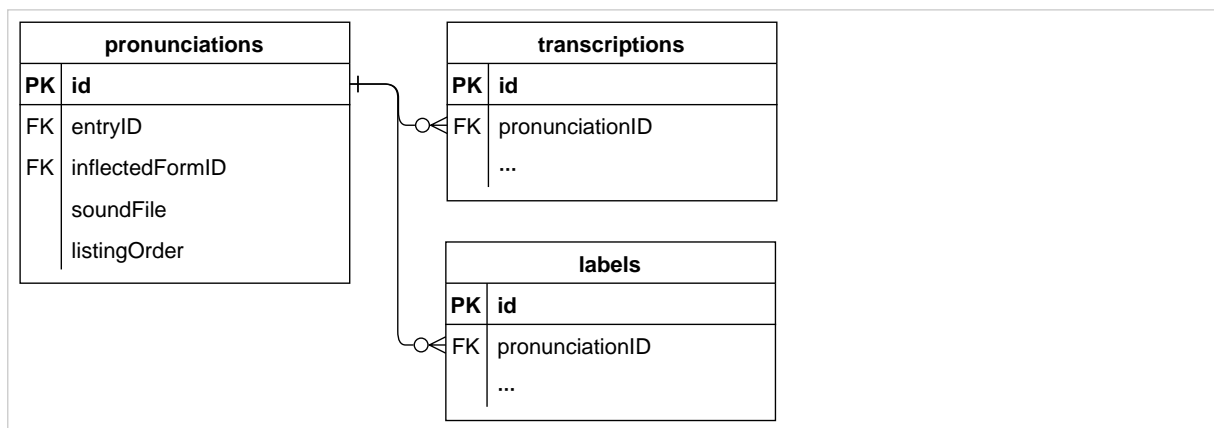 pronunciations
PK id
FK entryID
FK inflectedFormID
soundFile
listingOrder
transcriptions
PK id
FK pronunciationID
...
labels
PK id
FK pronunciationID
...